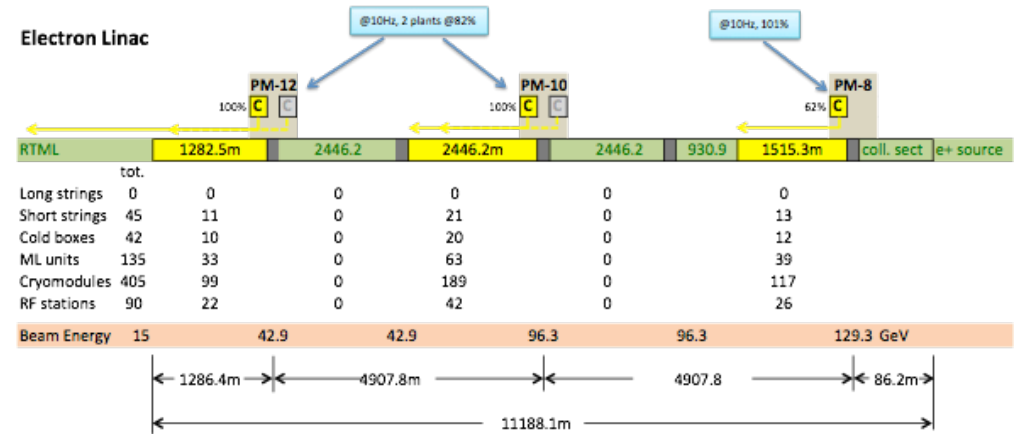 @10Hz, 2 plants @82%
@10Hz, 101%
Electron Linac
PM-12 PM-10 PM-8
100% C C 100% C C 62% C
RTML 1282.5m 2446.2 2446.2m 2446.2 930.9 1515.3m coll. sect e+ source
tot.
Long strings 0 0 0 0 0 0
Short strings 45 11 0 21 0 13
Cold boxes 42 10 0 20 0 12
ML units 135 33 0 63 0 39
Cryomodules 405 99 0 189 0 117
RF stations 90 22 0 42 0 26
Beam Energy 15 42.9 42.9 96.3 96.3 129.3 GeV
1286.4m 4907.8m 4907.8 86.2m
11188.1m